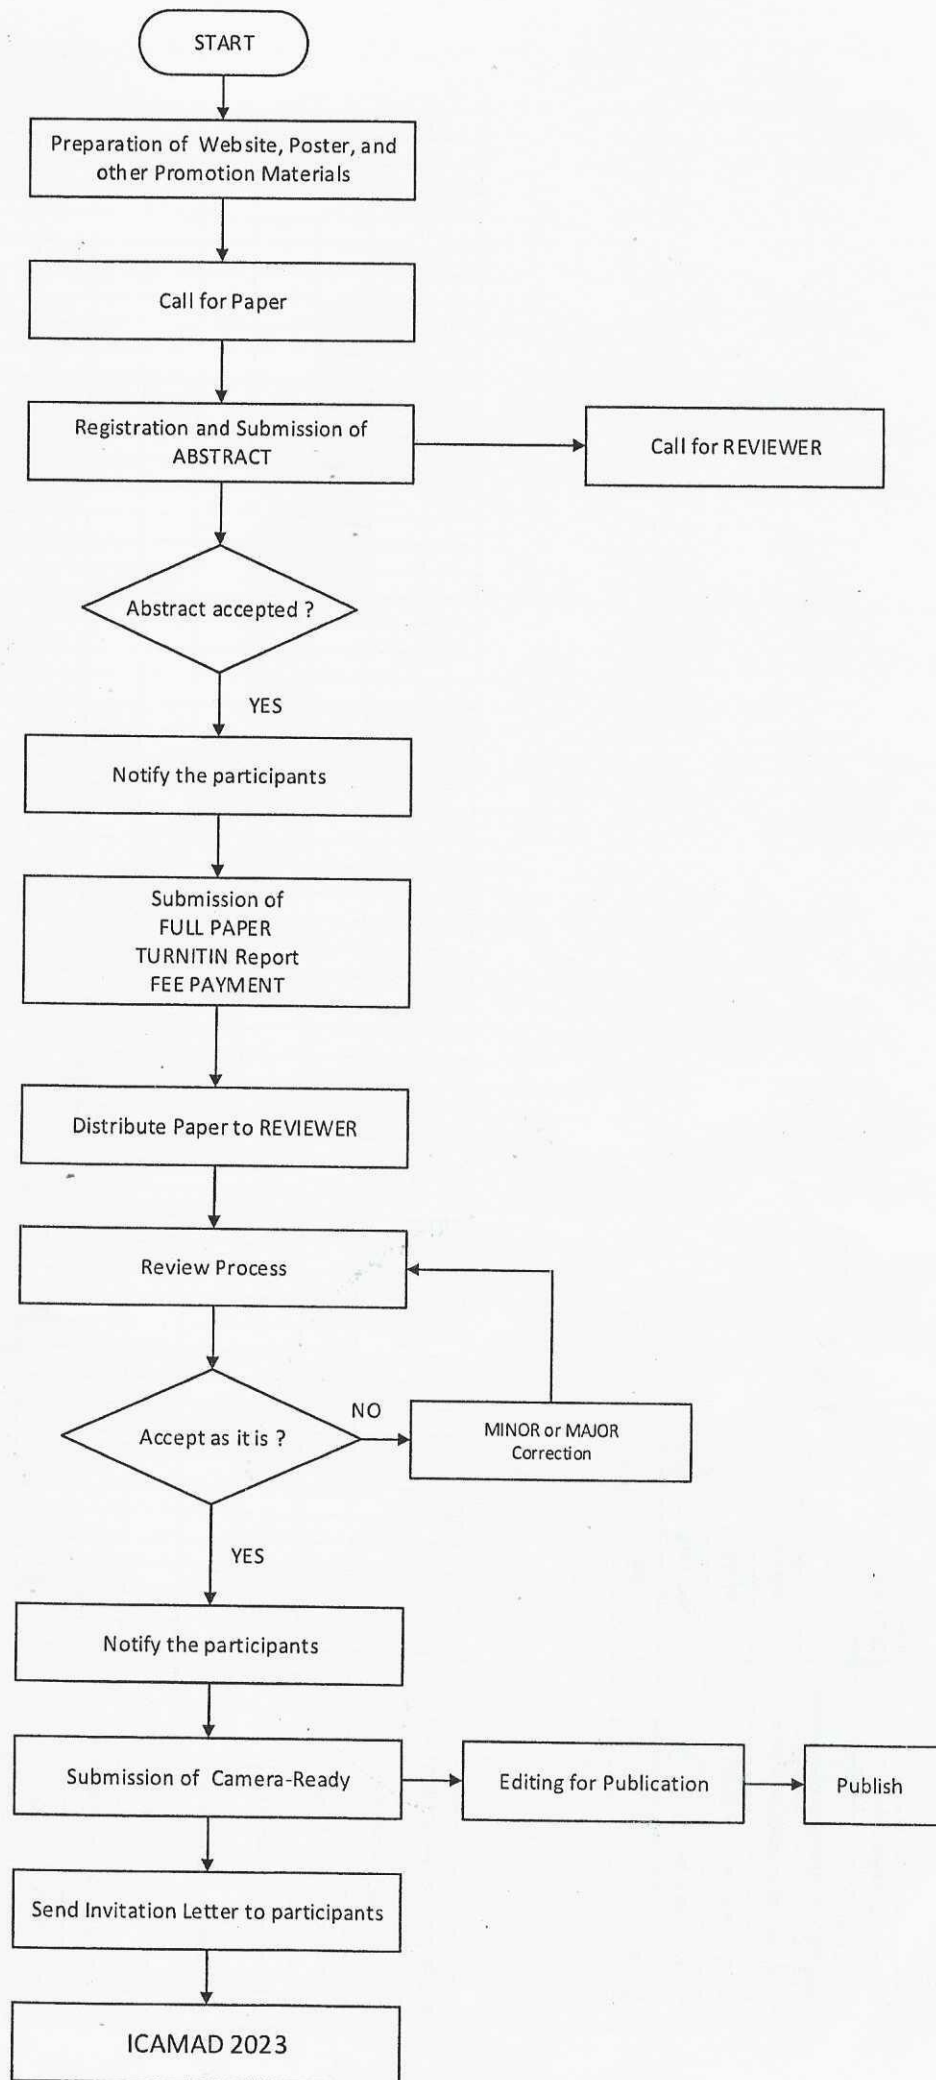 START
Preparation of Website, Poster, and
other Promotion Materials
Call for Paper
Registration and Submission of
ABSTRACT
Call for REVIEWER
Abstract accepted ?
YES
Notify the participants
Submission of
FULL PAPER
TURNITIN Report
FEE PAYMENT
Distribute Paper to REVIEWER
Review Process
Accept as it is ?
NO
MINOR or MAJOR
Correction
YES
Notify the participants
Submission of Camera-Ready
Editing for Publication
Publish
Send Invitation Letter to participants
ICAMAD 2023